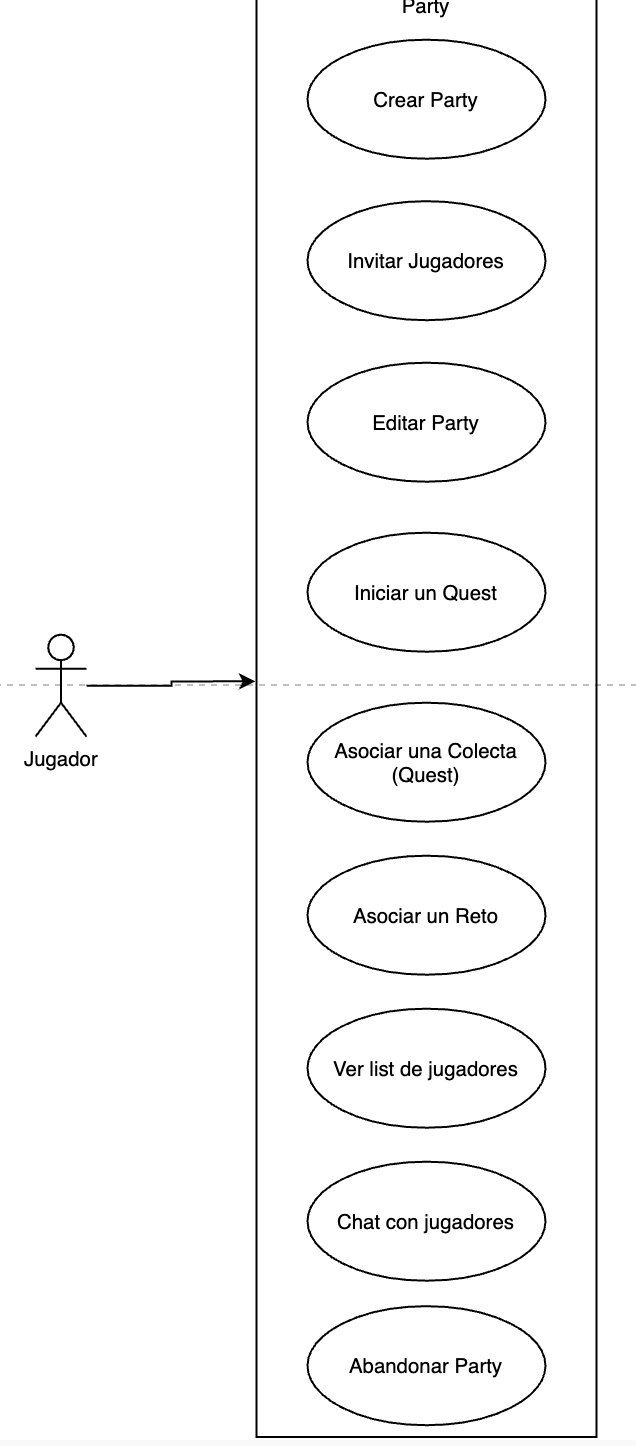 Party
Crear Party
Invitar Jugadores
Editar Party
Iniciar un Quest
Jugador
Asociar una Colecta
(Quest)
Asociar un Reto
Ver list de jugadores
Chat con jugadores
Abandonar Party